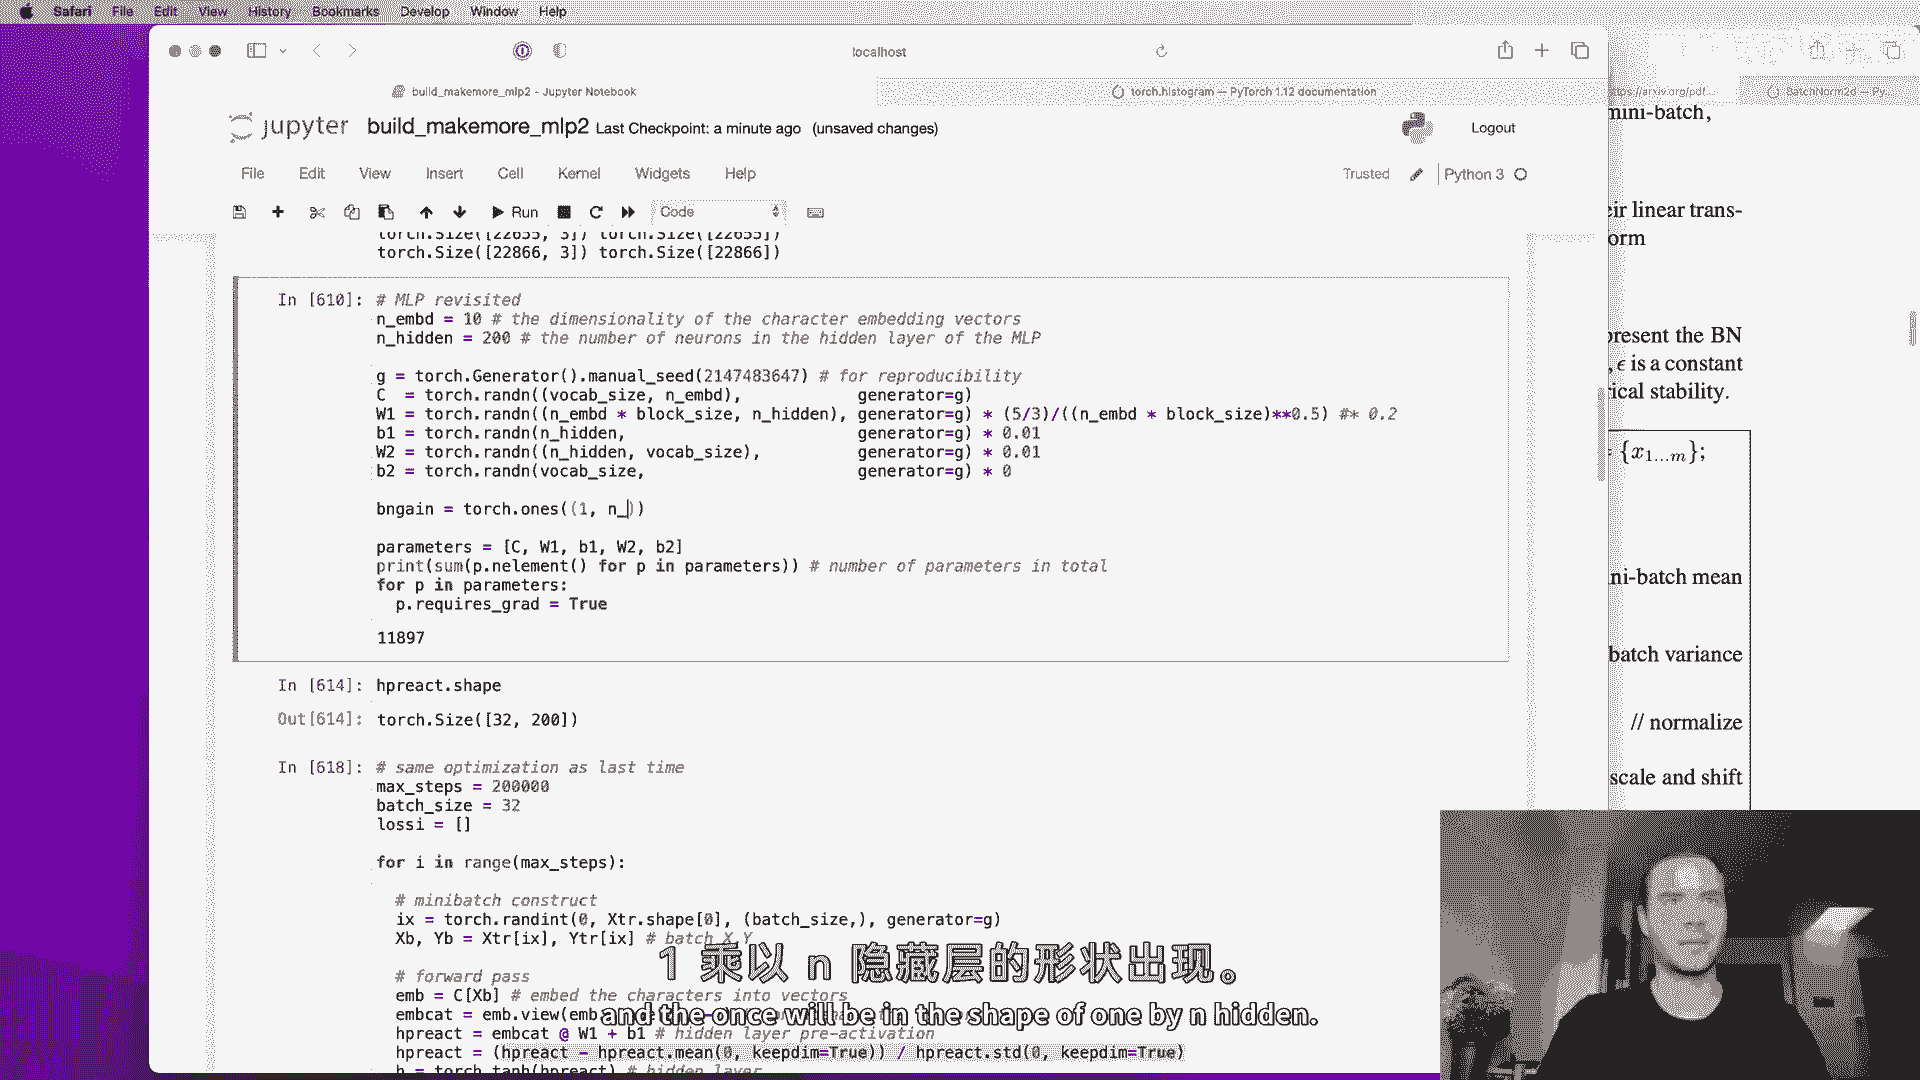 Safari File Edit View History Bookmarks Develop Window Help
localhost
build_makemore_mlp2 - Jupyter Notebook
torch.histogram — PyTorch 1.12 documentation
BatchNorm2d — Py...
jupyter build_makemore_mlp2 Last Checkpoint: a minute ago (unsaved changes)
Logout
File Edit View Insert Cell Kernel Widgets Help
Trusted Python 3
Run Code
torch.Size([22655, 3]) torch.Size([22655])
torch.Size([22866, 3]) torch.Size([22866])
In [610]: # MLP revisited
n_embd = 10 # the dimensionality of the character embedding vectors
n_hidden = 200 # the number of neurons in the hidden layer of the MLP
g = torch.Generator().manual_seed(2147483647) # for reproducibility
C = torch.randn((vocab_size, n_embd), generator=g)
W1 = torch.randn((n_embd * block_size, n_hidden), generator=g) * (5/3)/((n_embd * block_size)**0.5) #* 0.2
b1 = torch.randn(n_hidden, generator=g) * 0.01
W2 = torch.randn((n_hidden, vocab_size), generator=g) * 0.01
b2 = torch.randn(vocab_size, generator=g) * 0
bngain = torch.ones((1, n_))
parameters = [C, W1, b1, W2, b2]
print(sum(p.nelement() for p in parameters)) # number of parameters in total
for p in parameters:
p.requires_grad = True
11897
In [614]: hpreact.shape
Out[614]: torch.Size([32, 200])
In [618]: # same optimization as last time
max_steps = 200000
batch_size = 32
lossi = []
for i in range(max_steps):
# minibatch construct
ix = torch.randint(0, Xtr.shape[0], (batch_size,), generator=g)
Xb, Yb = Xtr[ix], Ytr[ix] # batch X,Y
# forward pass
emb = C[Xb] # embed the characters into vectors
embcat = emb.view(emb
hpreact = embcat @ W1 + b1 # hidden layer pre-activation
hpreact = (hpreact - hpreact.mean(0, keepdim=True)) / hpreact.std(0, keepdim=True)
h = torch.tanh(hpreact) # hidden layer
mini-batch,
eir linear trans-
orm
present the BN
, ϵ is a constant
ical stability.
= {x1...m};
ni-batch mean
batch variance
// normalize
scale and shift
1 乘以 n 隐藏层的形状出现。
and the once will be in the shape of one by n hidden.